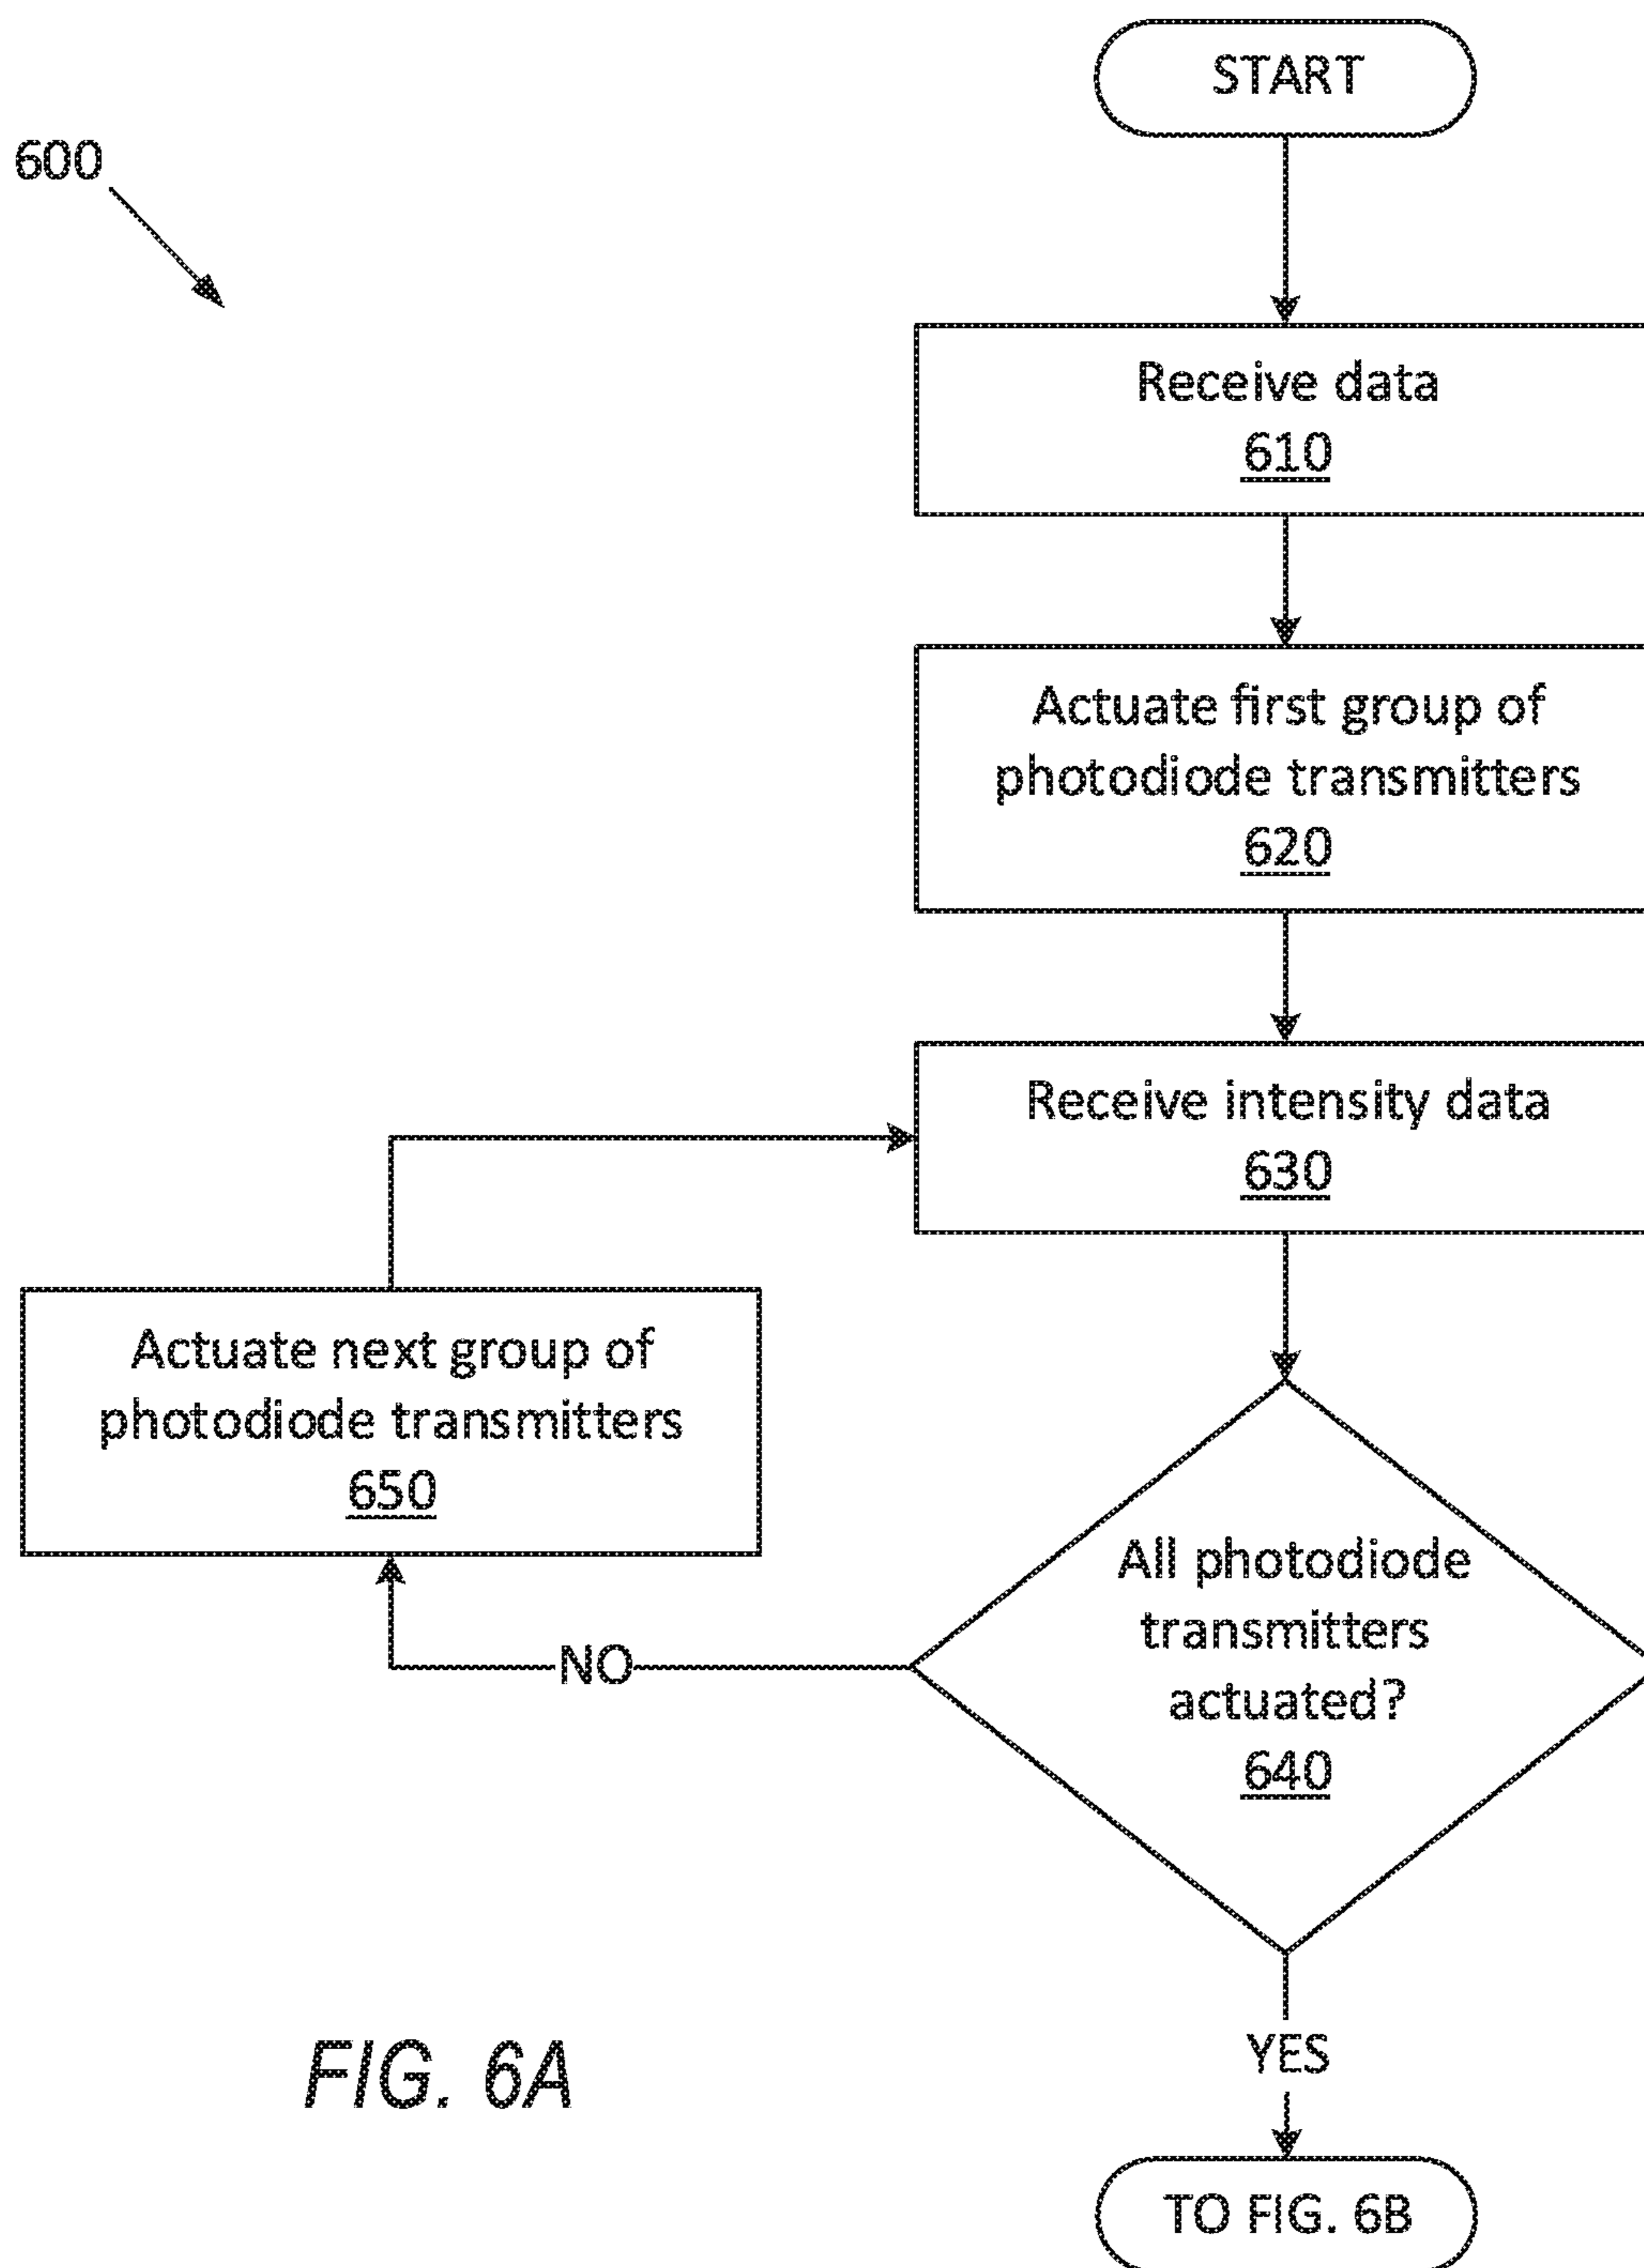 START
600
Receive data
610
Actuate first group of
photodiode transmitters
620
Receive intensity data
630
Actuate next group of
photodiode transmitters
650
All photodiode
transmitters
actuated?
640
NO
YES
FIG. 6A
TO FIG. 6B